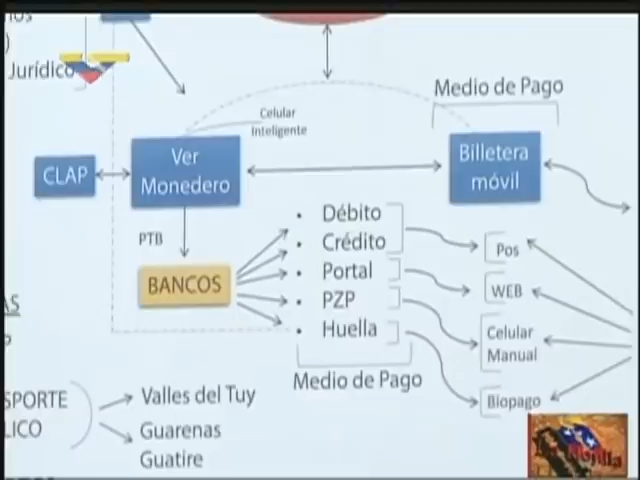 Jurídico
Medio de Pago
Celular
Inteligente
CLAP
Ver
Monedero
Billetera
móvil
PTB
BANCOS
• Débito
• Crédito
• Portal
• PZP
• Huella
Pos
WEB
Celular
Manual
Biopago
Medio de Pago
SPORTE
LICO
Valles del Tuy
Guarenas
Guatire